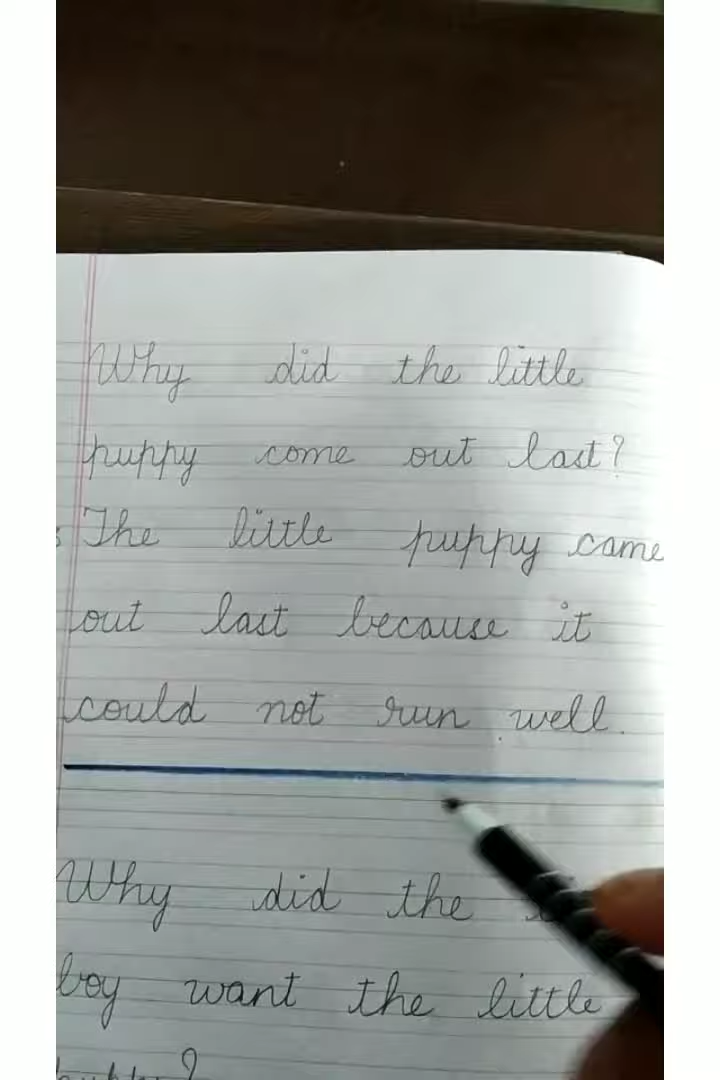 Why did the little
puppy come out last?
The little puppy came
out last because it
could not run well.
Why did the
boy want the little
puppy?